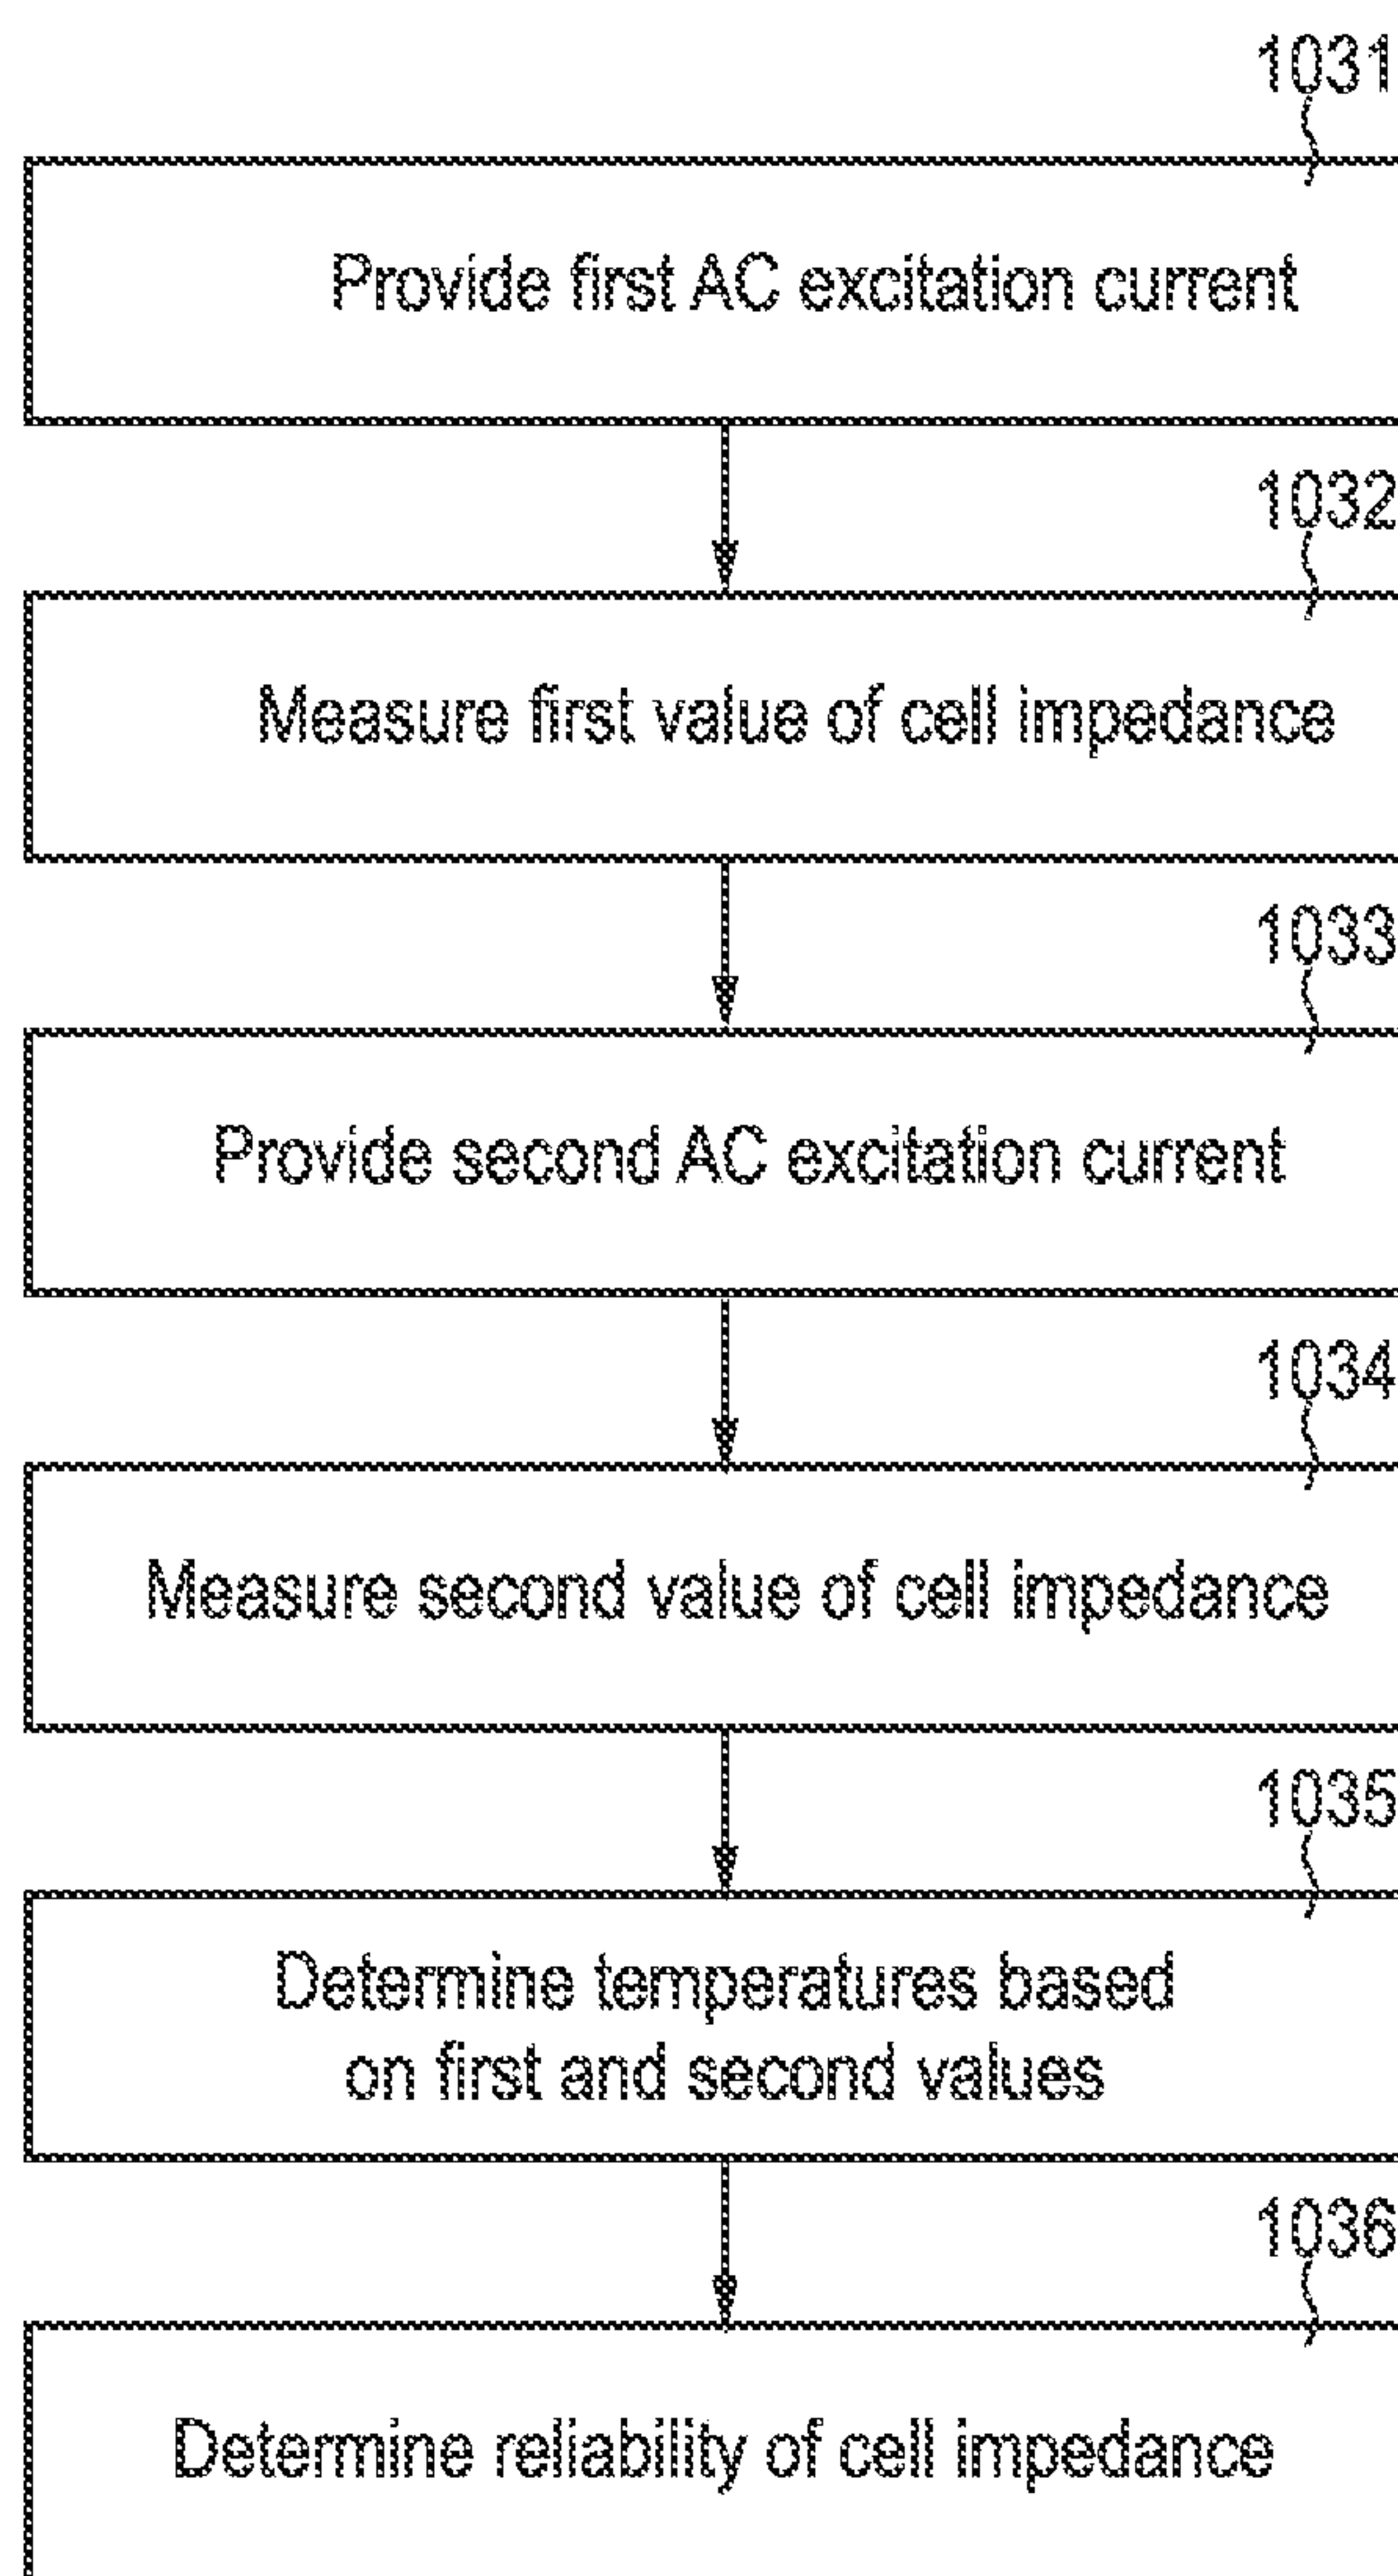 1031
Provide first AC excitation current
1032
Measure first value of cell impedance
1033
Provide second AC excitation current
1034
Measure second value of cell impedance
1035
Determine temperatures based
on first and second values
1036
Determine reliability of cell impedance